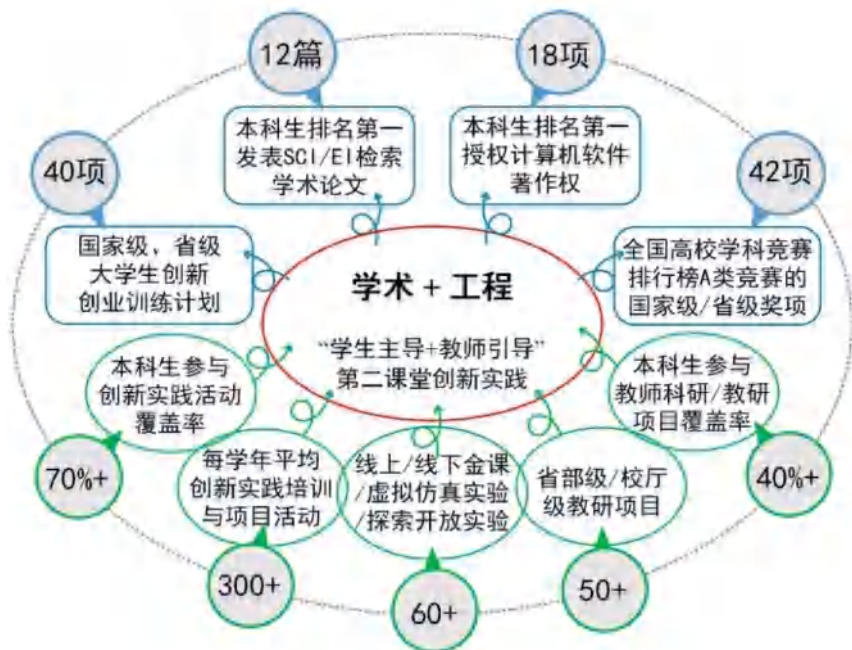 12篇
18项
本科生排名第一
发表SCI/EI检索
学术论文
本科生排名第一
授权计算机软件
著作权
40项
42项
国家级、省级
大学生创新
创业训练计划
全国高校学科竞赛
排行榜A类竞赛的
国家级/省级奖项
学术 + 工程
“学生主导+教师引导”
第二课堂创新实践
本科生参与
创新实践活动
覆盖率
本科生参与
教师科研/教研
项目覆盖率
70%+
每学年平均
创新实践培训
与项目活动
线上/线下金课
/虚拟仿真实验
/探索开放实验
省部级/校厅
级教研项目
40%+
300+
60+
50+